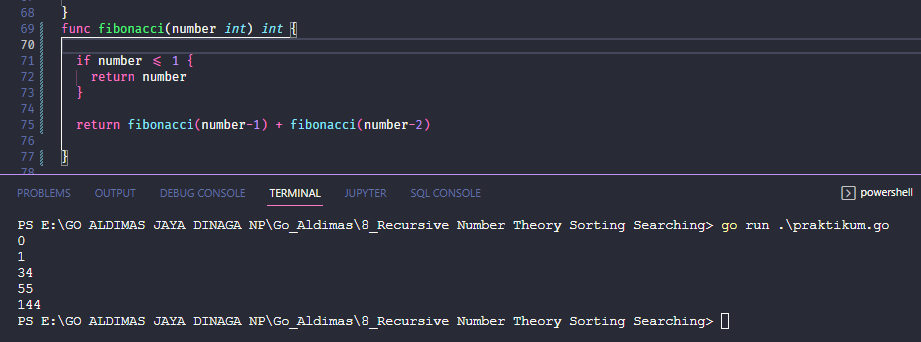 68 }
69 func fibonacci(number int) int {
70
71 if number <= 1 {
72 return number
73 }
74
75 return fibonacci(number-1) + fibonacci(number-2)
76
77 }
78
PROBLEMS OUTPUT DEBUG CONSOLE TERMINAL JUPYTER SQL CONSOLE powershell
PS E:\GO ALDIMAS JAYA DINAGA NP\Go_Aldimas\8_Recursive Number Theory Sorting Searching> go run .\praktikum.go
0
1
34
55
144
PS E:\GO ALDIMAS JAYA DINAGA NP\Go_Aldimas\8_Recursive Number Theory Sorting Searching>